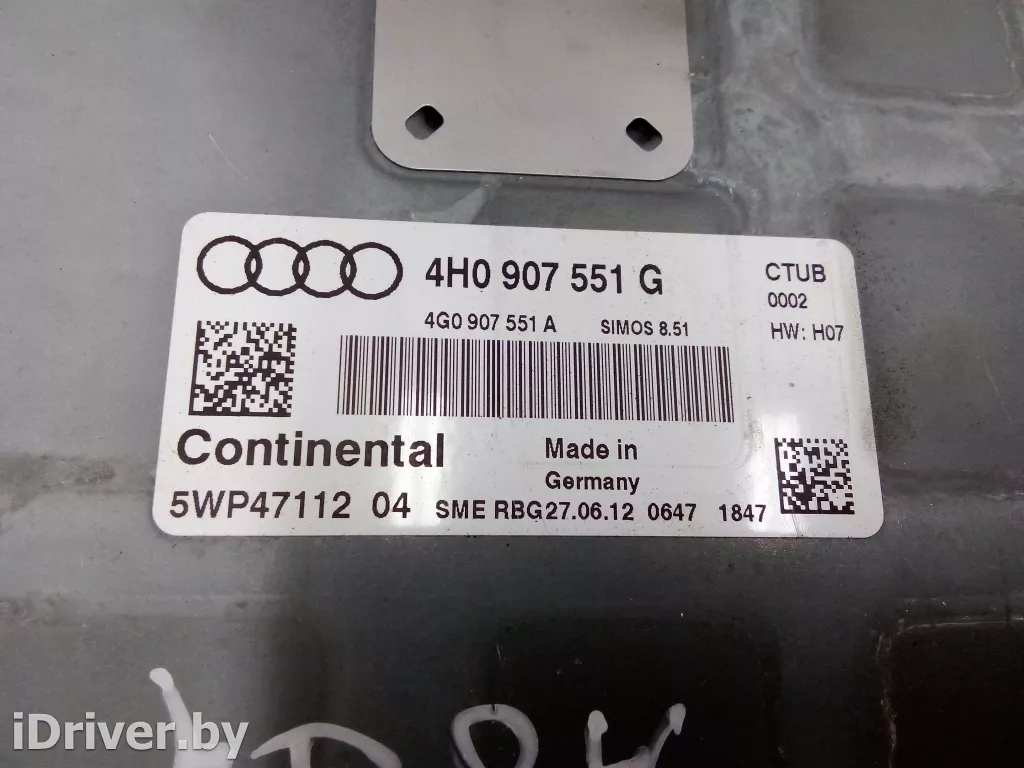 4H0 907 551 G
CTUB
0002
4G0 907 551 A SIMOS 8.51
HW: H07
Continental
Made in
Germany
5WP47112 04 SME RBG27.06.12 0647 1847
iDriver.by